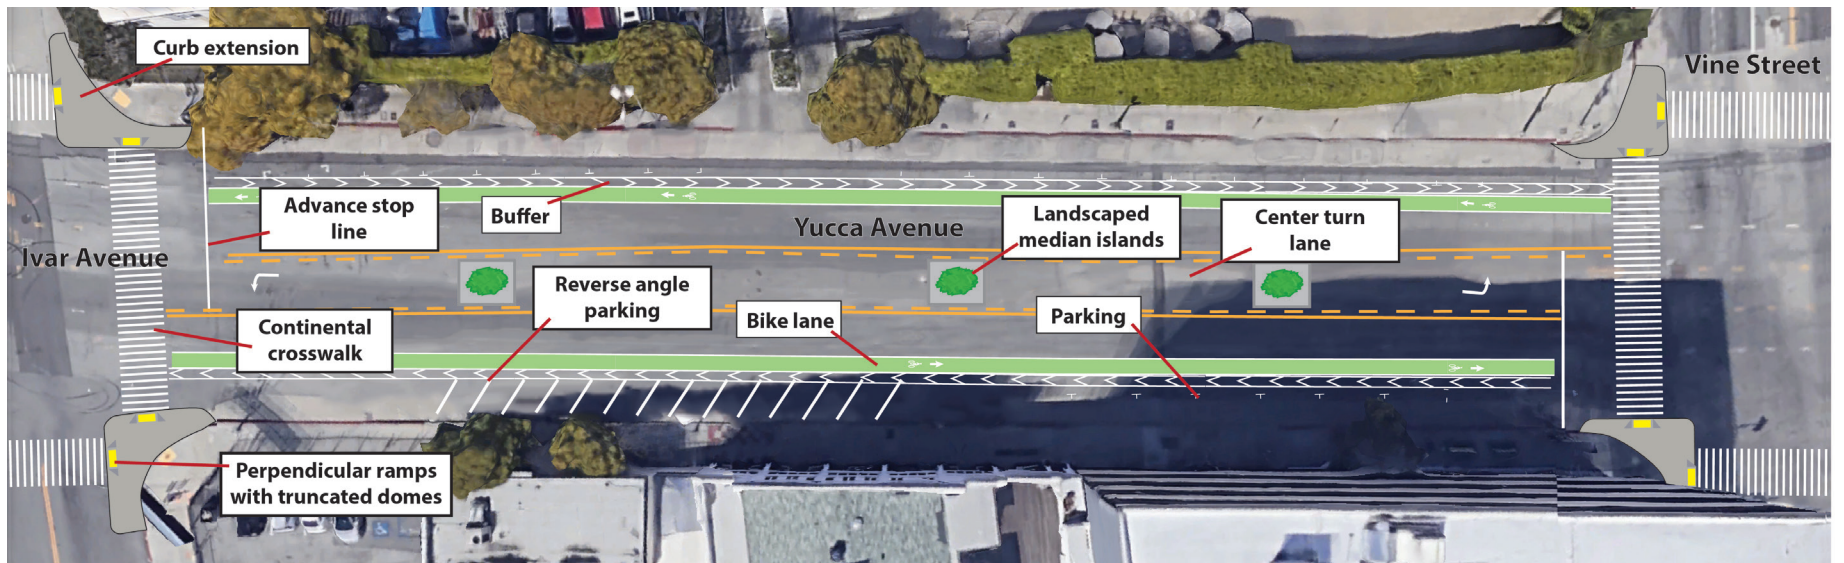 Curb extension
Vine Street
Advance stop
line
Buffer
Yucca Avenue
Landscaped
median islands
Center turn
lane
Ivar Avenue
Reverse angle
parking
Continental
crosswalk
Bike lane
Parking
Perpendicular ramps
with truncated domes